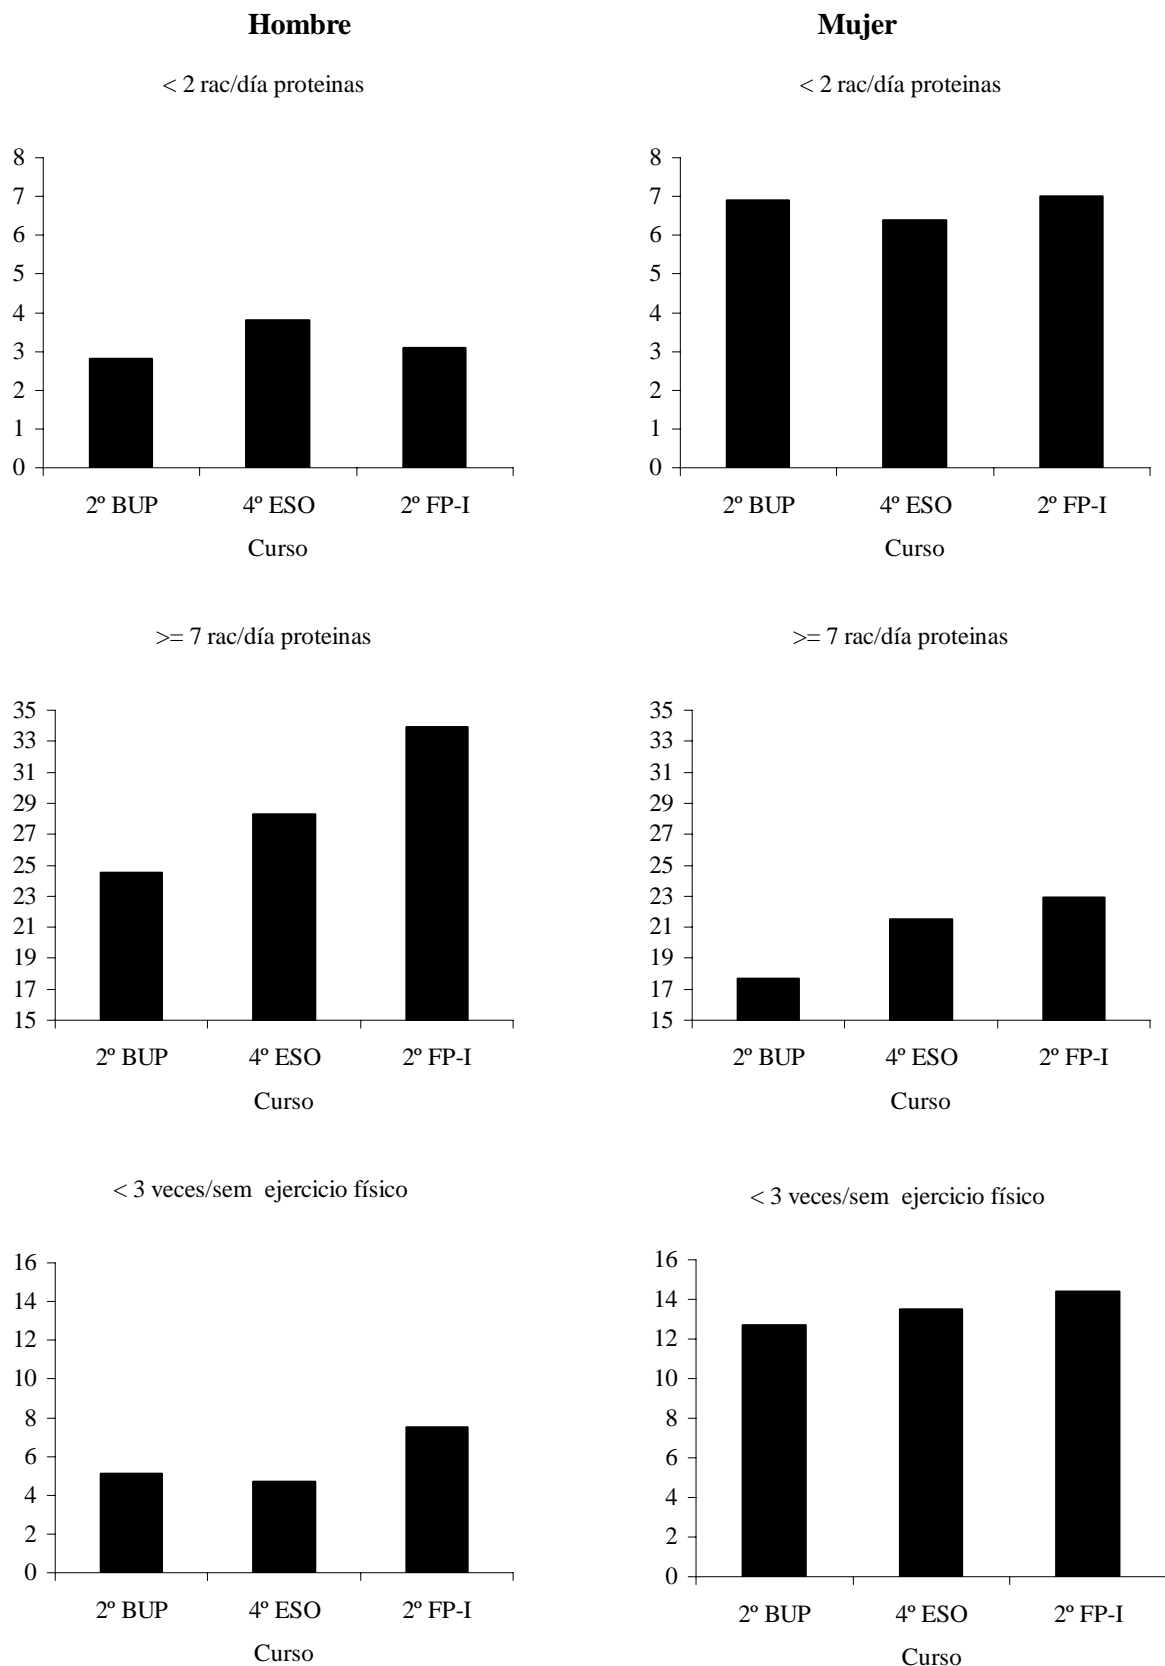 Hombre
Mujer
< 2 rac/día proteinas
8
7
6
5
4
3
2
1
0
2º BUP 4º ESO 2º FP-I
Curso
< 2 rac/día proteinas
8
7
6
5
4
3
2
1
0
2º BUP 4º ESO 2º FP-I
Curso
>= 7 rac/día proteinas
35
33
31
29
27
25
23
21
19
17
15
2º BUP 4º ESO 2º FP-I
Curso
>= 7 rac/día proteinas
35
33
31
29
27
25
23
21
19
17
15
2º BUP 4º ESO 2º FP-I
Curso
< 3 veces/sem ejercicio físico
16
14
12
10
8
6
4
2
0
2º BUP 4º ESO 2º FP-I
Curso
< 3 veces/sem ejercicio físico
16
14
12
10
8
6
4
2
0
2º BUP 4º ESO 2º FP-I
Curso